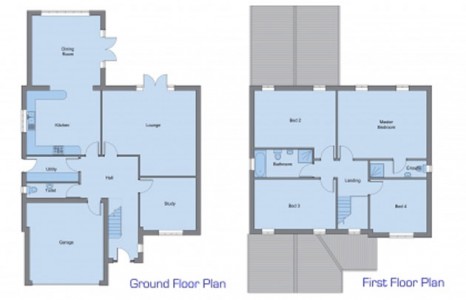 Dining
Room
Kitchen
Lounge
Utility
Toilet
Hall
Study
Garage
Ground Floor Plan
Bed 2
Master
Bedroom
Bathroom
Ensuite
Landing
Bed 3
Bed 4
First Floor Plan